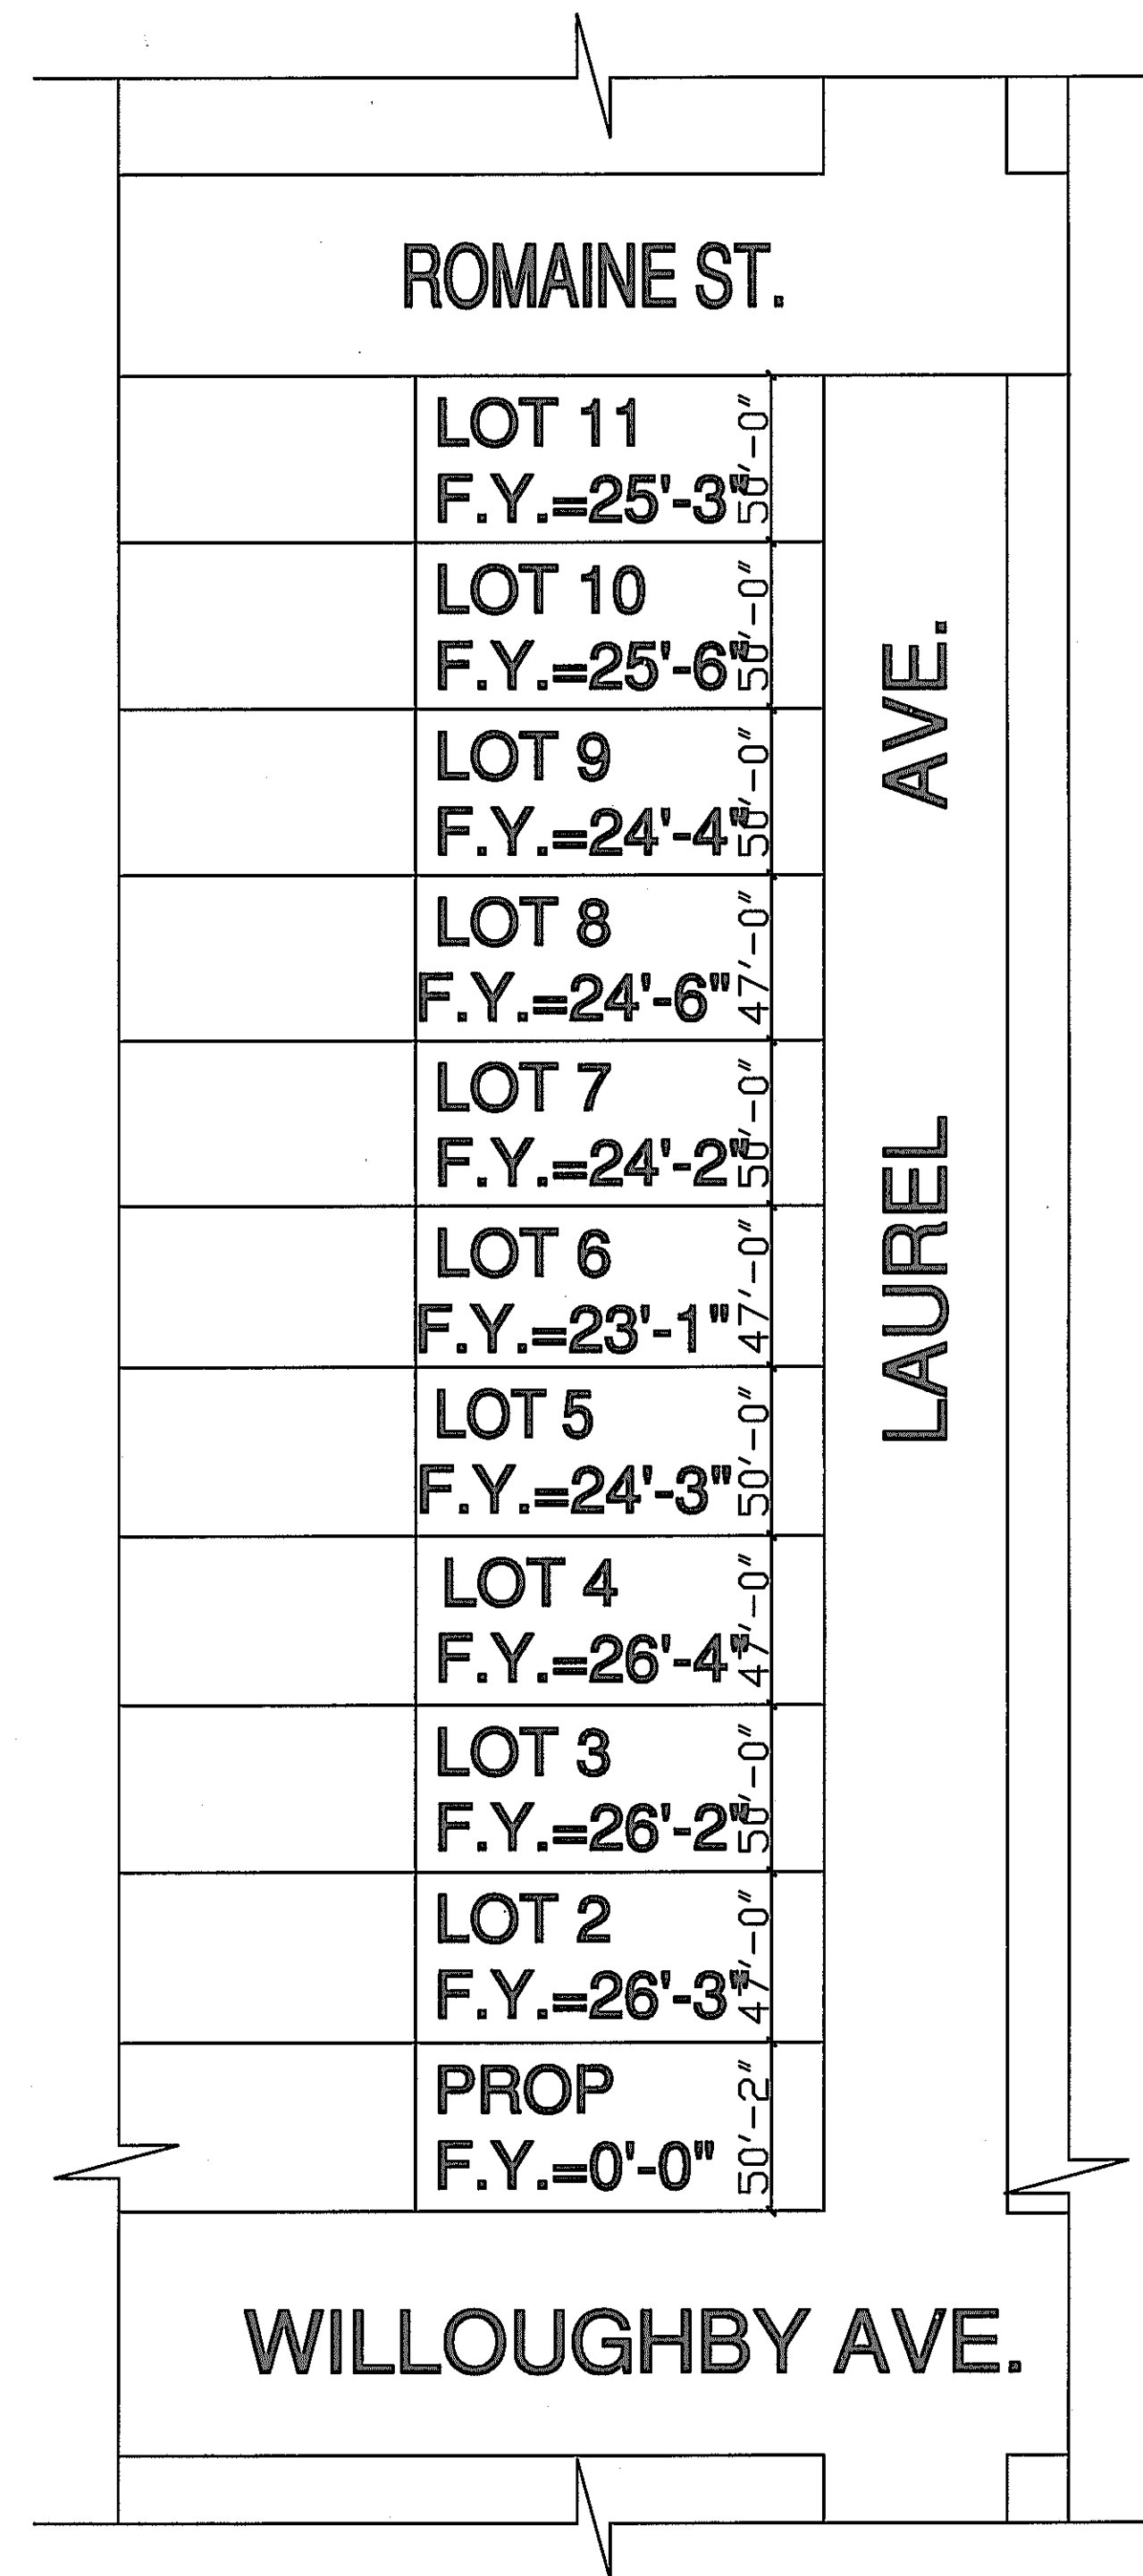 ROMAINE ST.
LOT 11
F.Y.=25'-3"
50'-0"
LOT 10
F.Y.=25'-6"
50'-0"
LOT 9
F.Y.=24'-4"
50'-0"
LOT 8
F.Y.=24'-6"
47'-0"
LOT 7
F.Y.=24'-2"
50'-0"
LOT 6
F.Y.=23'-1"
47'-0"
LOT 5
F.Y.=24'-3"
50'-0"
LOT 4
F.Y.=26'-4"
47'-0"
LOT 3
F.Y.=26'-2"
50'-0"
LOT 2
F.Y.=26'-3"
47'-0"
PROP
F.Y.=0'-0"
50'-2"
LAUREL AVE.
WILLOUGHBY AVE.